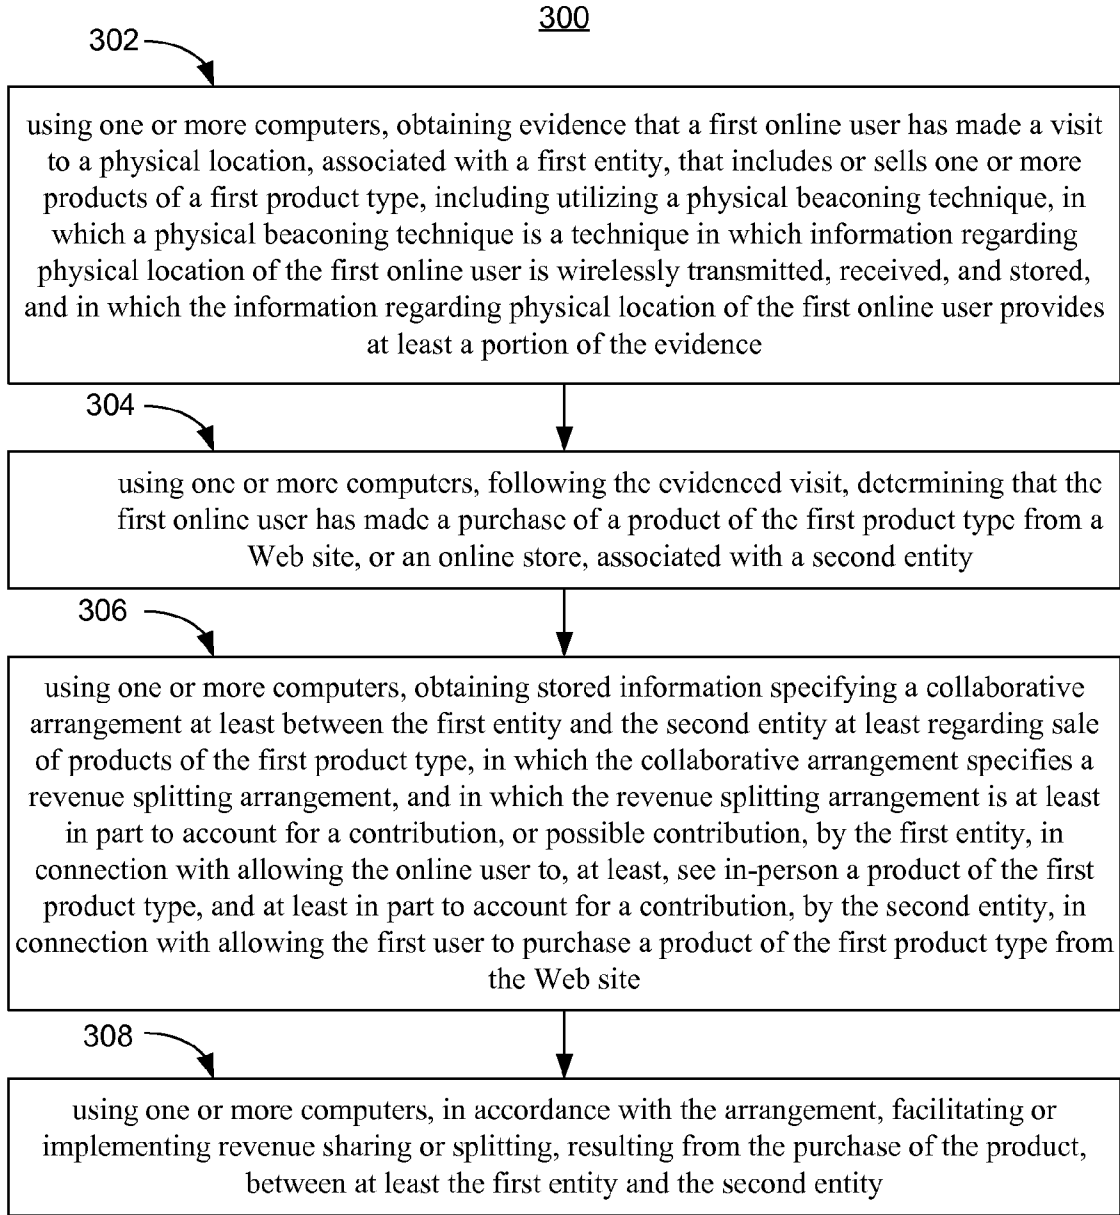 300
302
using one or more computers, obtaining evidence that a first online user has made a visit
to a physical location, associated with a first entity, that includes or sells one or more
products of a first product type, including utilizing a physical beaconing technique, in
which a physical beaconing technique is a technique in which information regarding
physical location of the first online user is wirelessly transmitted, received, and stored,
and in which the information regarding physical location of the first online user provides
at least a portion of the evidence
304
using one or more computers, following the evidenced visit, determining that the
first online user has made a purchase of a product of the first product type from a
Web site, or an online store, associated with a second entity
306
using one or more computers, obtaining stored information specifying a collaborative
arrangement at least between the first entity and the second entity at least regarding sale
of products of the first product type, in which the collaborative arrangement specifies a
revenue splitting arrangement, and in which the revenue splitting arrangement is at least
in part to account for a contribution, or possible contribution, by the first entity, in
connection with allowing the online user to, at least, see in-person a product of the first
product type, and at least in part to account for a contribution, by the second entity, in
connection with allowing the first user to purchase a product of the first product type from
the Web site
308
using one or more computers, in accordance with the arrangement, facilitating or
implementing revenue sharing or splitting, resulting from the purchase of the product,
between at least the first entity and the second entity